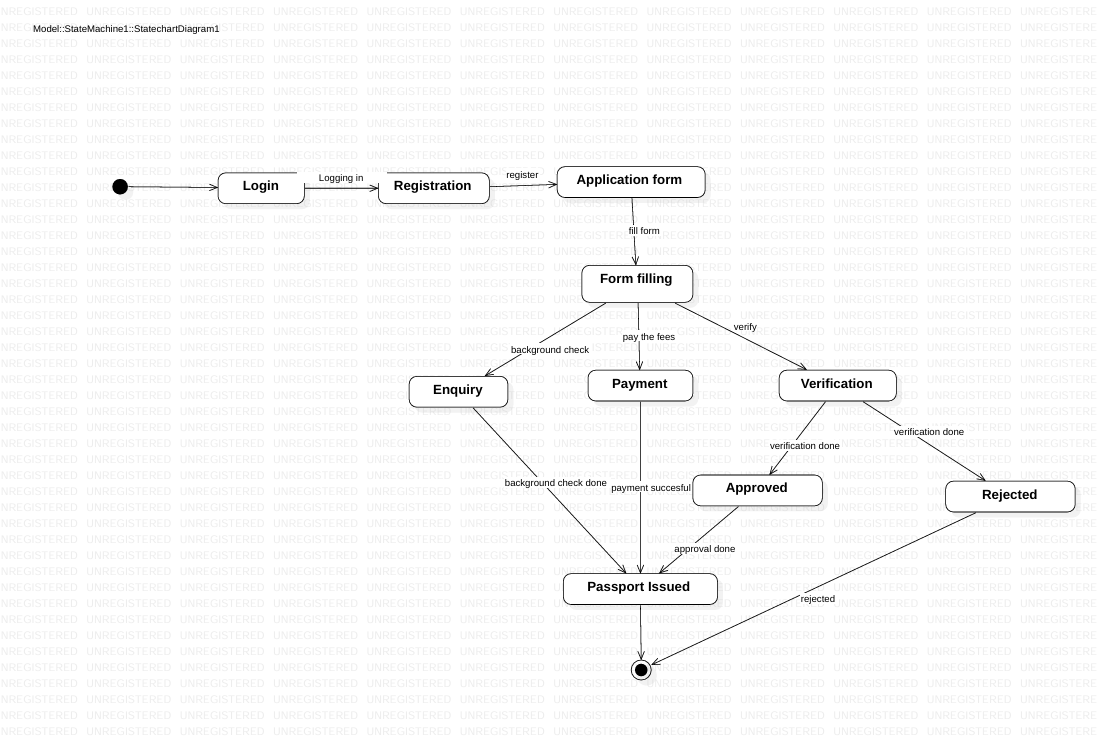 Model::StateMachine1::StatechartDiagram1
Login
Logging in
Registration
register
Application form
fill form
Form filling
background check
pay the fees
verify
Enquiry
Payment
Verification
verification done
verification done
background check done
payment succesful
Approved
Rejected
approval done
Passport Issued
rejected
UNREGISTERED